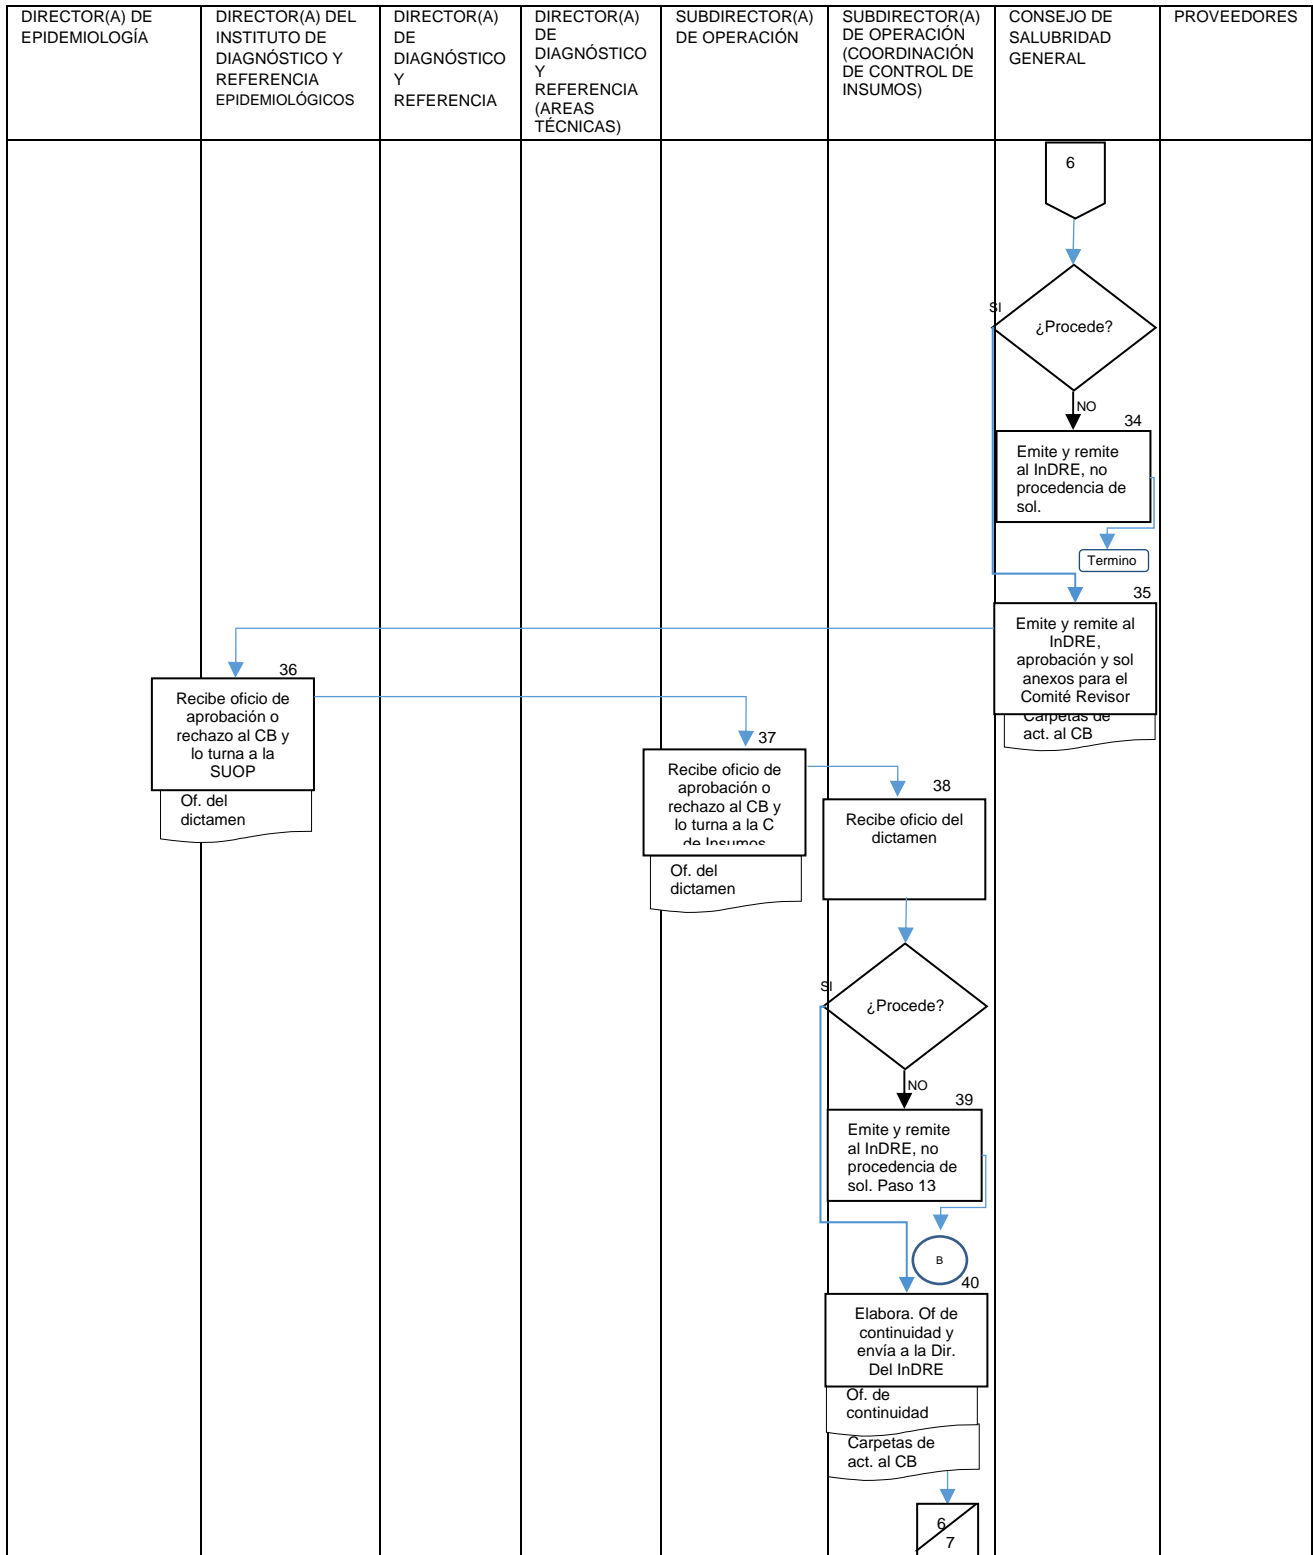 DIRECTOR(A) DE
EPIDEMIOLOGÍA
DIRECTOR(A) DEL
INSTITUTO DE
DIAGNÓSTICO Y
REFERENCIA
EPIDEMIOLÓGICOS
DIRECTOR(A)
DE
DIAGNÓSTICO
Y
REFERENCIA
DIRECTOR(A)
DE
DIAGNÓSTICO
Y
REFERENCIA
(AREAS
TÉCNICAS)
SUBDIRECTOR(A)
DE OPERACIÓN
SUBDIRECTOR(A)
DE OPERACIÓN
(COORDINACIÓN
DE CONTROL DE
INSUMOS)
CONSEJO DE
SALUBRIDAD
GENERAL
PROVEEDORES
6
SI
¿Procede?
NO
34
Emite y remite
al InDRE, no
procedencia de
sol.
Termino
35
Emite y remite al
InDRE,
aprobación y sol
anexos para el
Comité Revisor
Carpetas de
act. al CB
36
Recibe oficio de
aprobación o
rechazo al CB y
lo turna a la
SUOP
Of. del
dictamen
37
Recibe oficio de
aprobación o
rechazo al CB y
lo turna a la C
de Insumos
Of. del
dictamen
38
Recibe oficio del
dictamen
SI
¿Procede?
NO
39
Emite y remite
al InDRE, no
procedencia de
sol. Paso 13
B
40
Elabora. Of de
continuidad y
envía a la Dir.
Del InDRE
Of. de
continuidad
Carpetas de
act. al CB
6
7